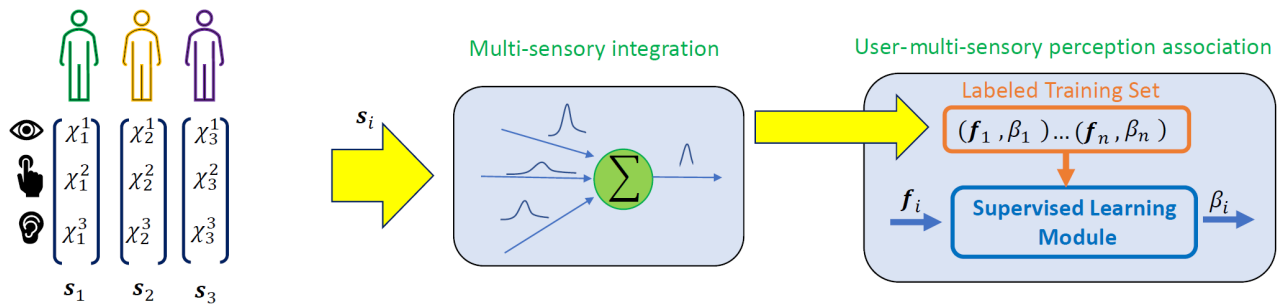 Multi-sensory integration
User-multi-sensory perception association
Labeled Training Set
(𝒇₁, β₁)...(𝒇ₙ, βₙ)
𝒔ᵢ
χ₁¹ χ₂¹ χ₃¹
χ₁² χ₂² χ₃²
χ₁³ χ₂³ χ₃³
𝒔₁ 𝒔₂ 𝒔₃
Σ
𝒇ᵢ
Supervised Learning
Module
βᵢ